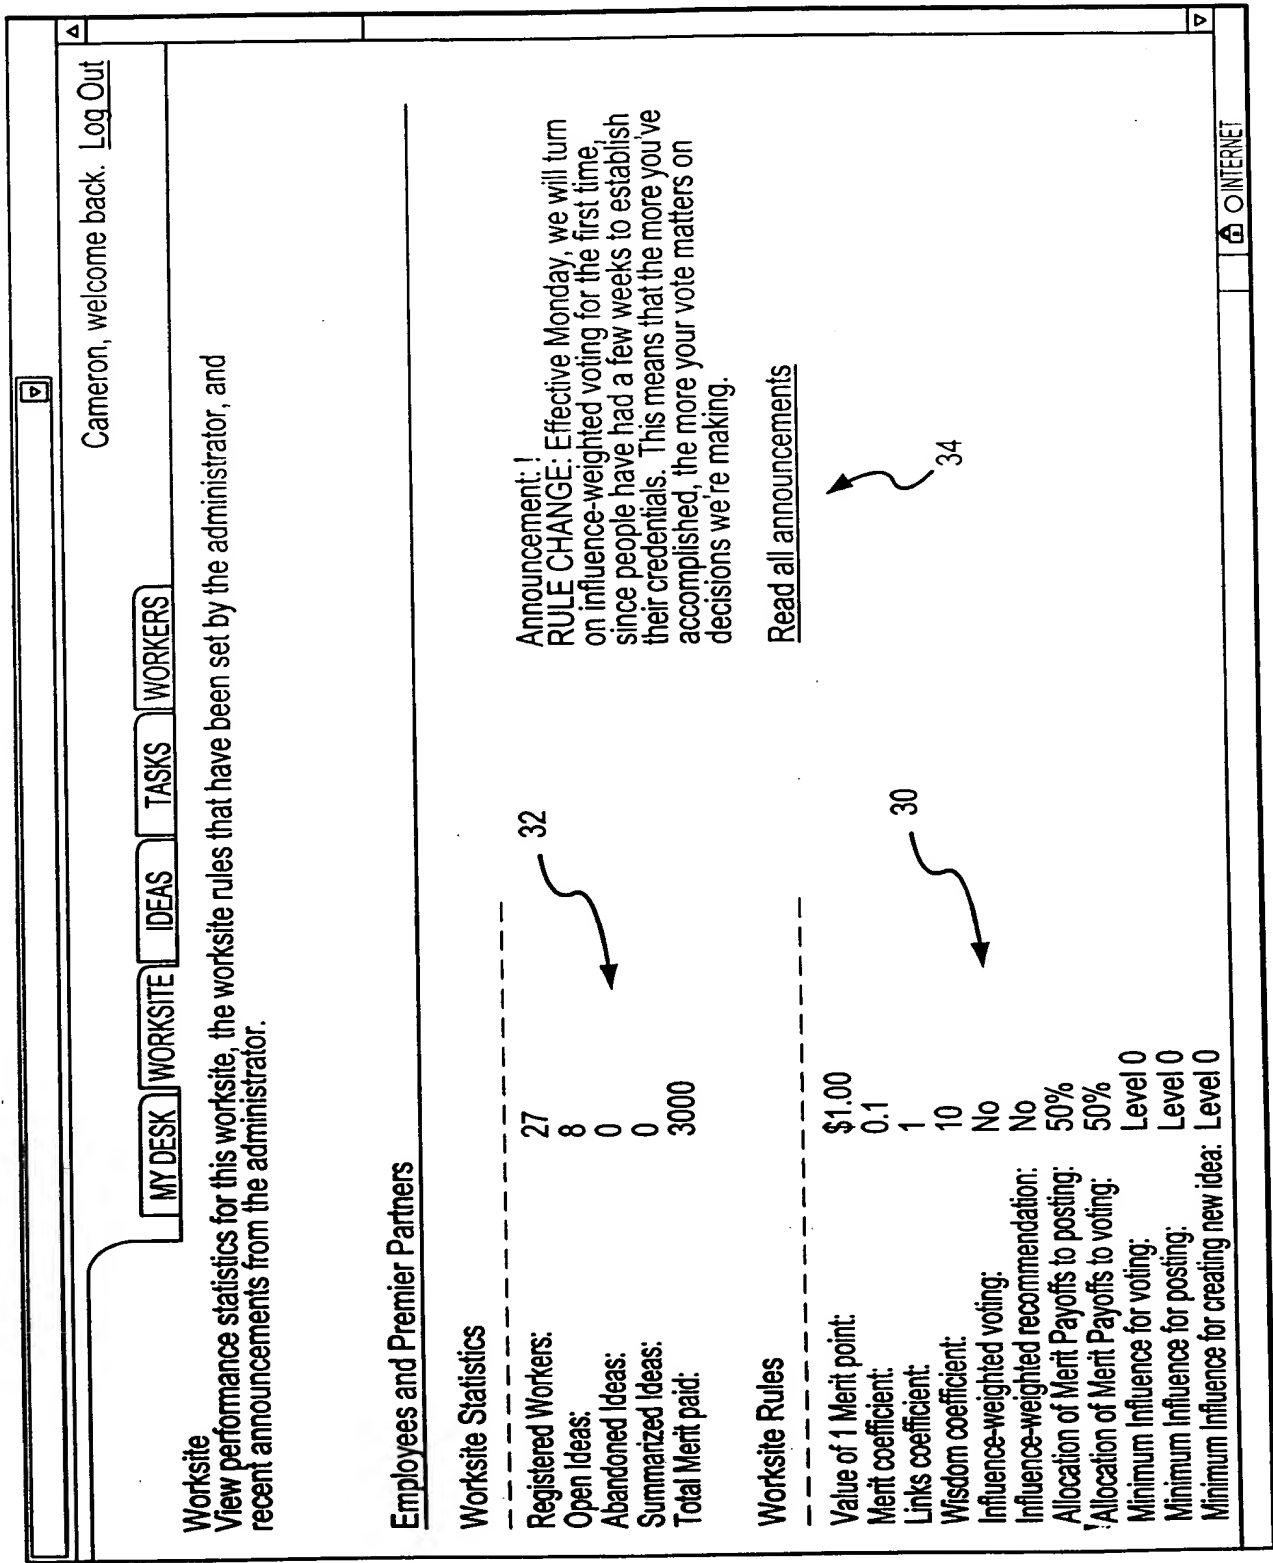 Cameron, welcome back. Log Out
MY DESK WORKSITE IDEAS TASKS WORKERS
Worksite
View performance statistics for this worksite, the worksite rules that have been set by the administrator, and
recent announcements from the administrator.
Employees and Premier Partners
Worksite Statistics
Registered Workers: 27
Open Ideas: 8
Abandoned Ideas: 0
Summarized Ideas: 0
Total Merit paid: 3000
32
Announcement: !
RULE CHANGE: Effective Monday, we will turn
on influence-weighted voting for the first time,
since people have had a few weeks to establish
their credentials. This means that the more you've
accomplished, the more your vote matters on
decisions we're making.
Read all announcements
34
Worksite Rules
Value of 1 Merit point: $1.00
Merit coefficient: 0.1
Links coefficient: 1
Wisdom coefficient: 10
Influence-weighted voting: No
Influence-weighted recommendation: No
Allocation of Merit Payoffs to posting: 50%
Allocation of Merit Payoffs to voting: 50%
Minimum Influence for voting: Level 0
Minimum Influence for posting: Level 0
Minimum Influence for creating new idea: Level 0
30
INTERNET